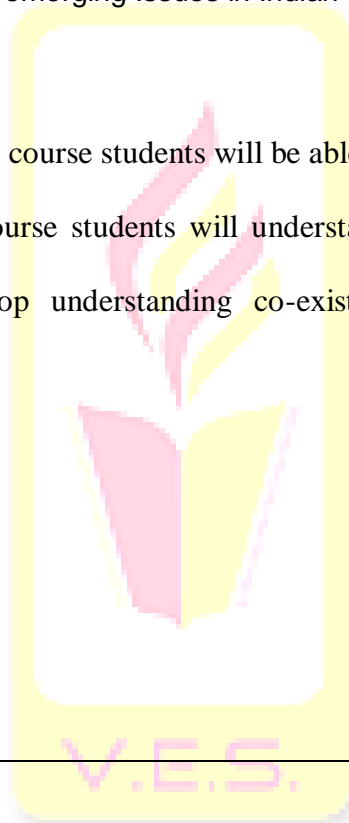 emerging issues in Indian
course students will be able
ourse students will understa
op understanding co-exist
V.E.S.